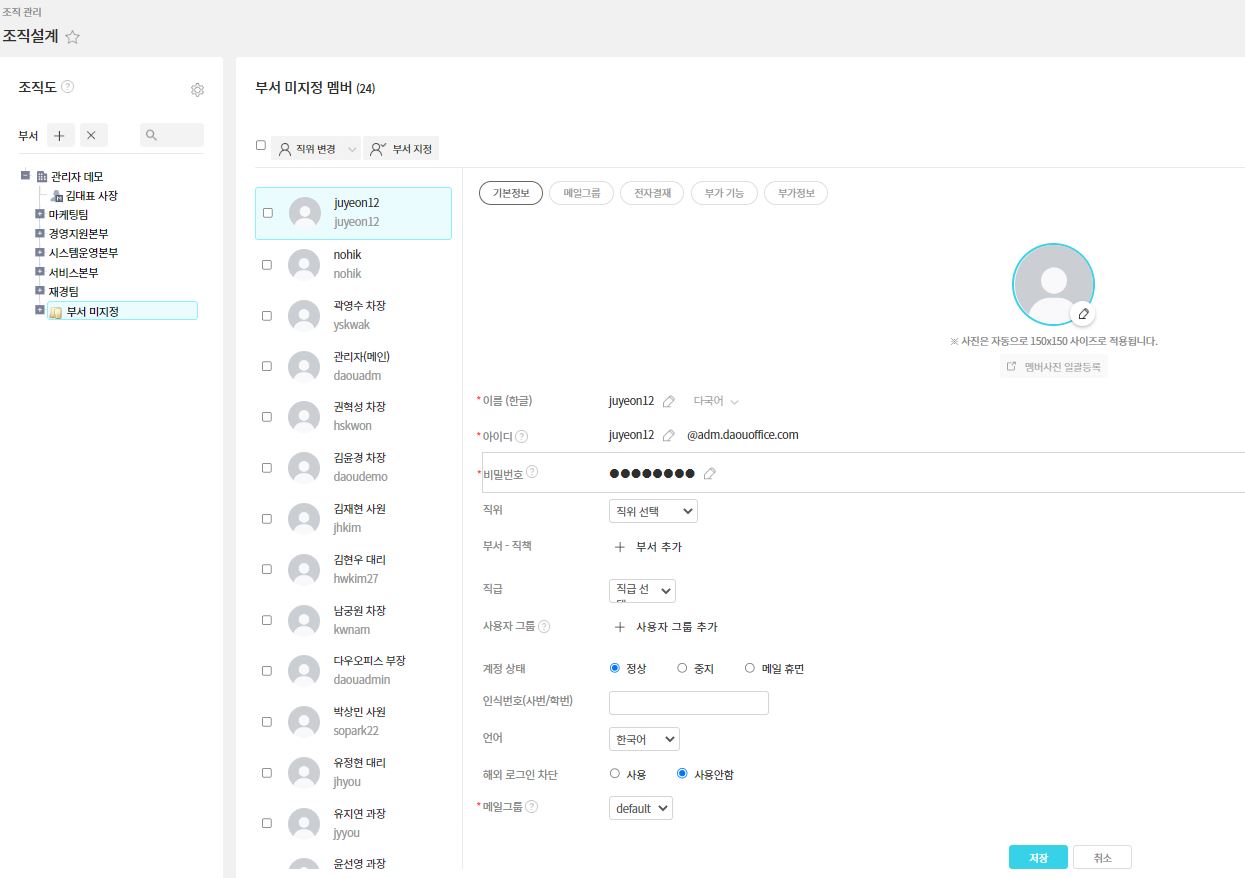 조직 관리
조직설계
조직도
부서
관리자 데모
김대표 사장
마케팅팀
경영지원본부
시스템운영본부
서비스본부
재경팀
부서 미지정
부서 미지정 멤버 (24)
직위 변경 부서 지정
juyeon12
juyeon12
nohik
nohik
곽영수 차장
yskwak
관리자(메인)
daouadm
권혁성 차장
hskwon
김윤경 차장
daoudemo
김재현 사원
jhkim
김현우 대리
hwkim27
남궁원 차장
kwnam
다우오피스 부장
daouadmin
박상민 사원
sopark22
유정현 대리
jhyou
유지연 과장
jyyou
윤선영 과장
기본정보 메일그룹 전자결재 부가 기능 부가정보
※ 사진은 자동으로 150x150 사이즈로 적용됩니다.
멤버사진 일괄등록
*이름 (한글) juyeon12 다국어
*아이디 ? juyeon12 @adm.daouoffice.com
*비밀번호 ? ●●●●●●●●
직위 직위 선택
부서 - 직책 + 부서 추가
직급 직급 선
사용자 그룹 ? + 사용자 그룹 추가
계정 상태 정상 중지 메일 휴면
인식번호(사번/학번)
언어 한국어
해외 로그인 차단 사용 사용안함
*메일그룹 ? default
저장 취소